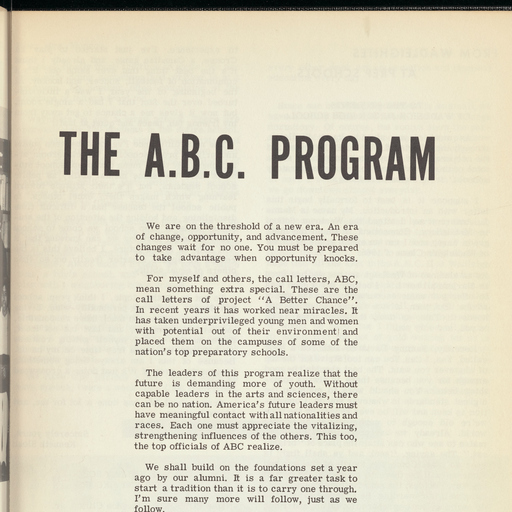 THE A.B.C. PROGRAM
We are on the threshold of a new era. An era
of change, opportunity, and advancement. These
changes wait for no one. You must be prepared
to take advantage when opportunity knocks.
For myself and others, the call letters, ABC,
mean something extra special. These are the
call letters of project "A Better Chance".
In recent years it has worked near miracles. It
has taken underprivileged young men and women
with potential out of their environment and
placed them on the campuses of some of the
nation's top preparatory schools.
The leaders of this program realize that the
future is demanding more of youth. Without
capable leaders in the arts and sciences, there
can be no nation. America's future leaders must
have meaningful contact with all nationalities and
races. Each one must appreciate the vitalizing,
strengthening influences of the others. This too,
the top officials of ABC realize.
We shall build on the foundations set a year
ago by our alumni. It is a far greater task to
start a tradition than it is to carry one through.
I'm sure many more will follow, just as we
follow.